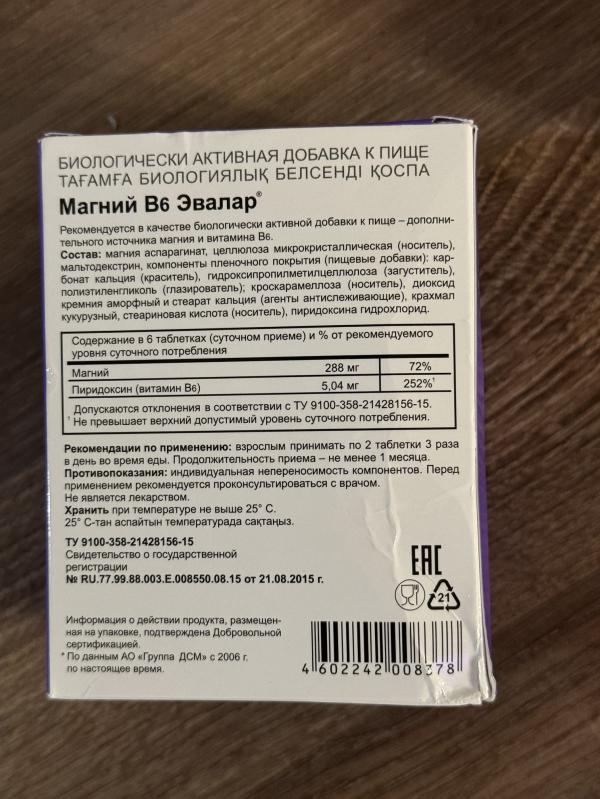 БИОЛОГИЧЕСКИ АКТИВНАЯ ДОБАВКА К ПИЩЕ
ТАҒАМҒА БИОЛОГИЯЛЫҚ БЕЛСЕНДІ ҚОСПА
Магний В6 Эвалар®
Рекомендуется в качестве биологически активной добавки к пище – дополни-
тельного источника магния и витамина В6.
Состав: магния аспарагинат, целлюлоза микрокристаллическая (носитель),
мальтодекстрин, компоненты пленочного покрытия (пищевые добавки): кар-
бонат кальция (краситель), гидроксипропилметилцеллюлоза (загуститель),
полиэтиленгликоль (глазирователь); кроскарамеллоза (носитель), диоксид
кремния аморфный и стеарат кальция (агенты антислеживающие), крахмал
кукурузный, стеариновая кислота (носитель), пиридоксина гидрохлорид.
Содержание в 6 таблетках (суточном приеме) и % от рекомендуемого
уровня суточного потребления
Магний 288 мг 72%
Пиридоксин (витамин В6) 5,04 мг 252%¹
Допускаются отклонения в соответствии с ТУ 9100-358-21428156-15.
¹ Не превышает верхний допустимый уровень суточного потребления.
Рекомендации по применению: взрослым принимать по 2 таблетки 3 раза
в день во время еды. Продолжительность приема – не менее 1 месяца.
Противопоказания: индивидуальная непереносимость компонентов. Перед
применением рекомендуется проконсультироваться с врачом.
Не является лекарством.
Хранить при температуре не выше 25° С.
25° С-тан аспайтын температурада сақтаңыз.
ТУ 9100-358-21428156-15
Свидетельство о государственной
регистрации
№ RU.77.99.88.003.Е.008550.08.15 от 21.08.2015 г.
EAC
21
Информация о действии продукта, размещен-
ная на упаковке, подтверждена Добровольной
сертификацией.
* По данным АО «Группа ДСМ» с 2006 г.
по настоящее время.
4 602242 008378